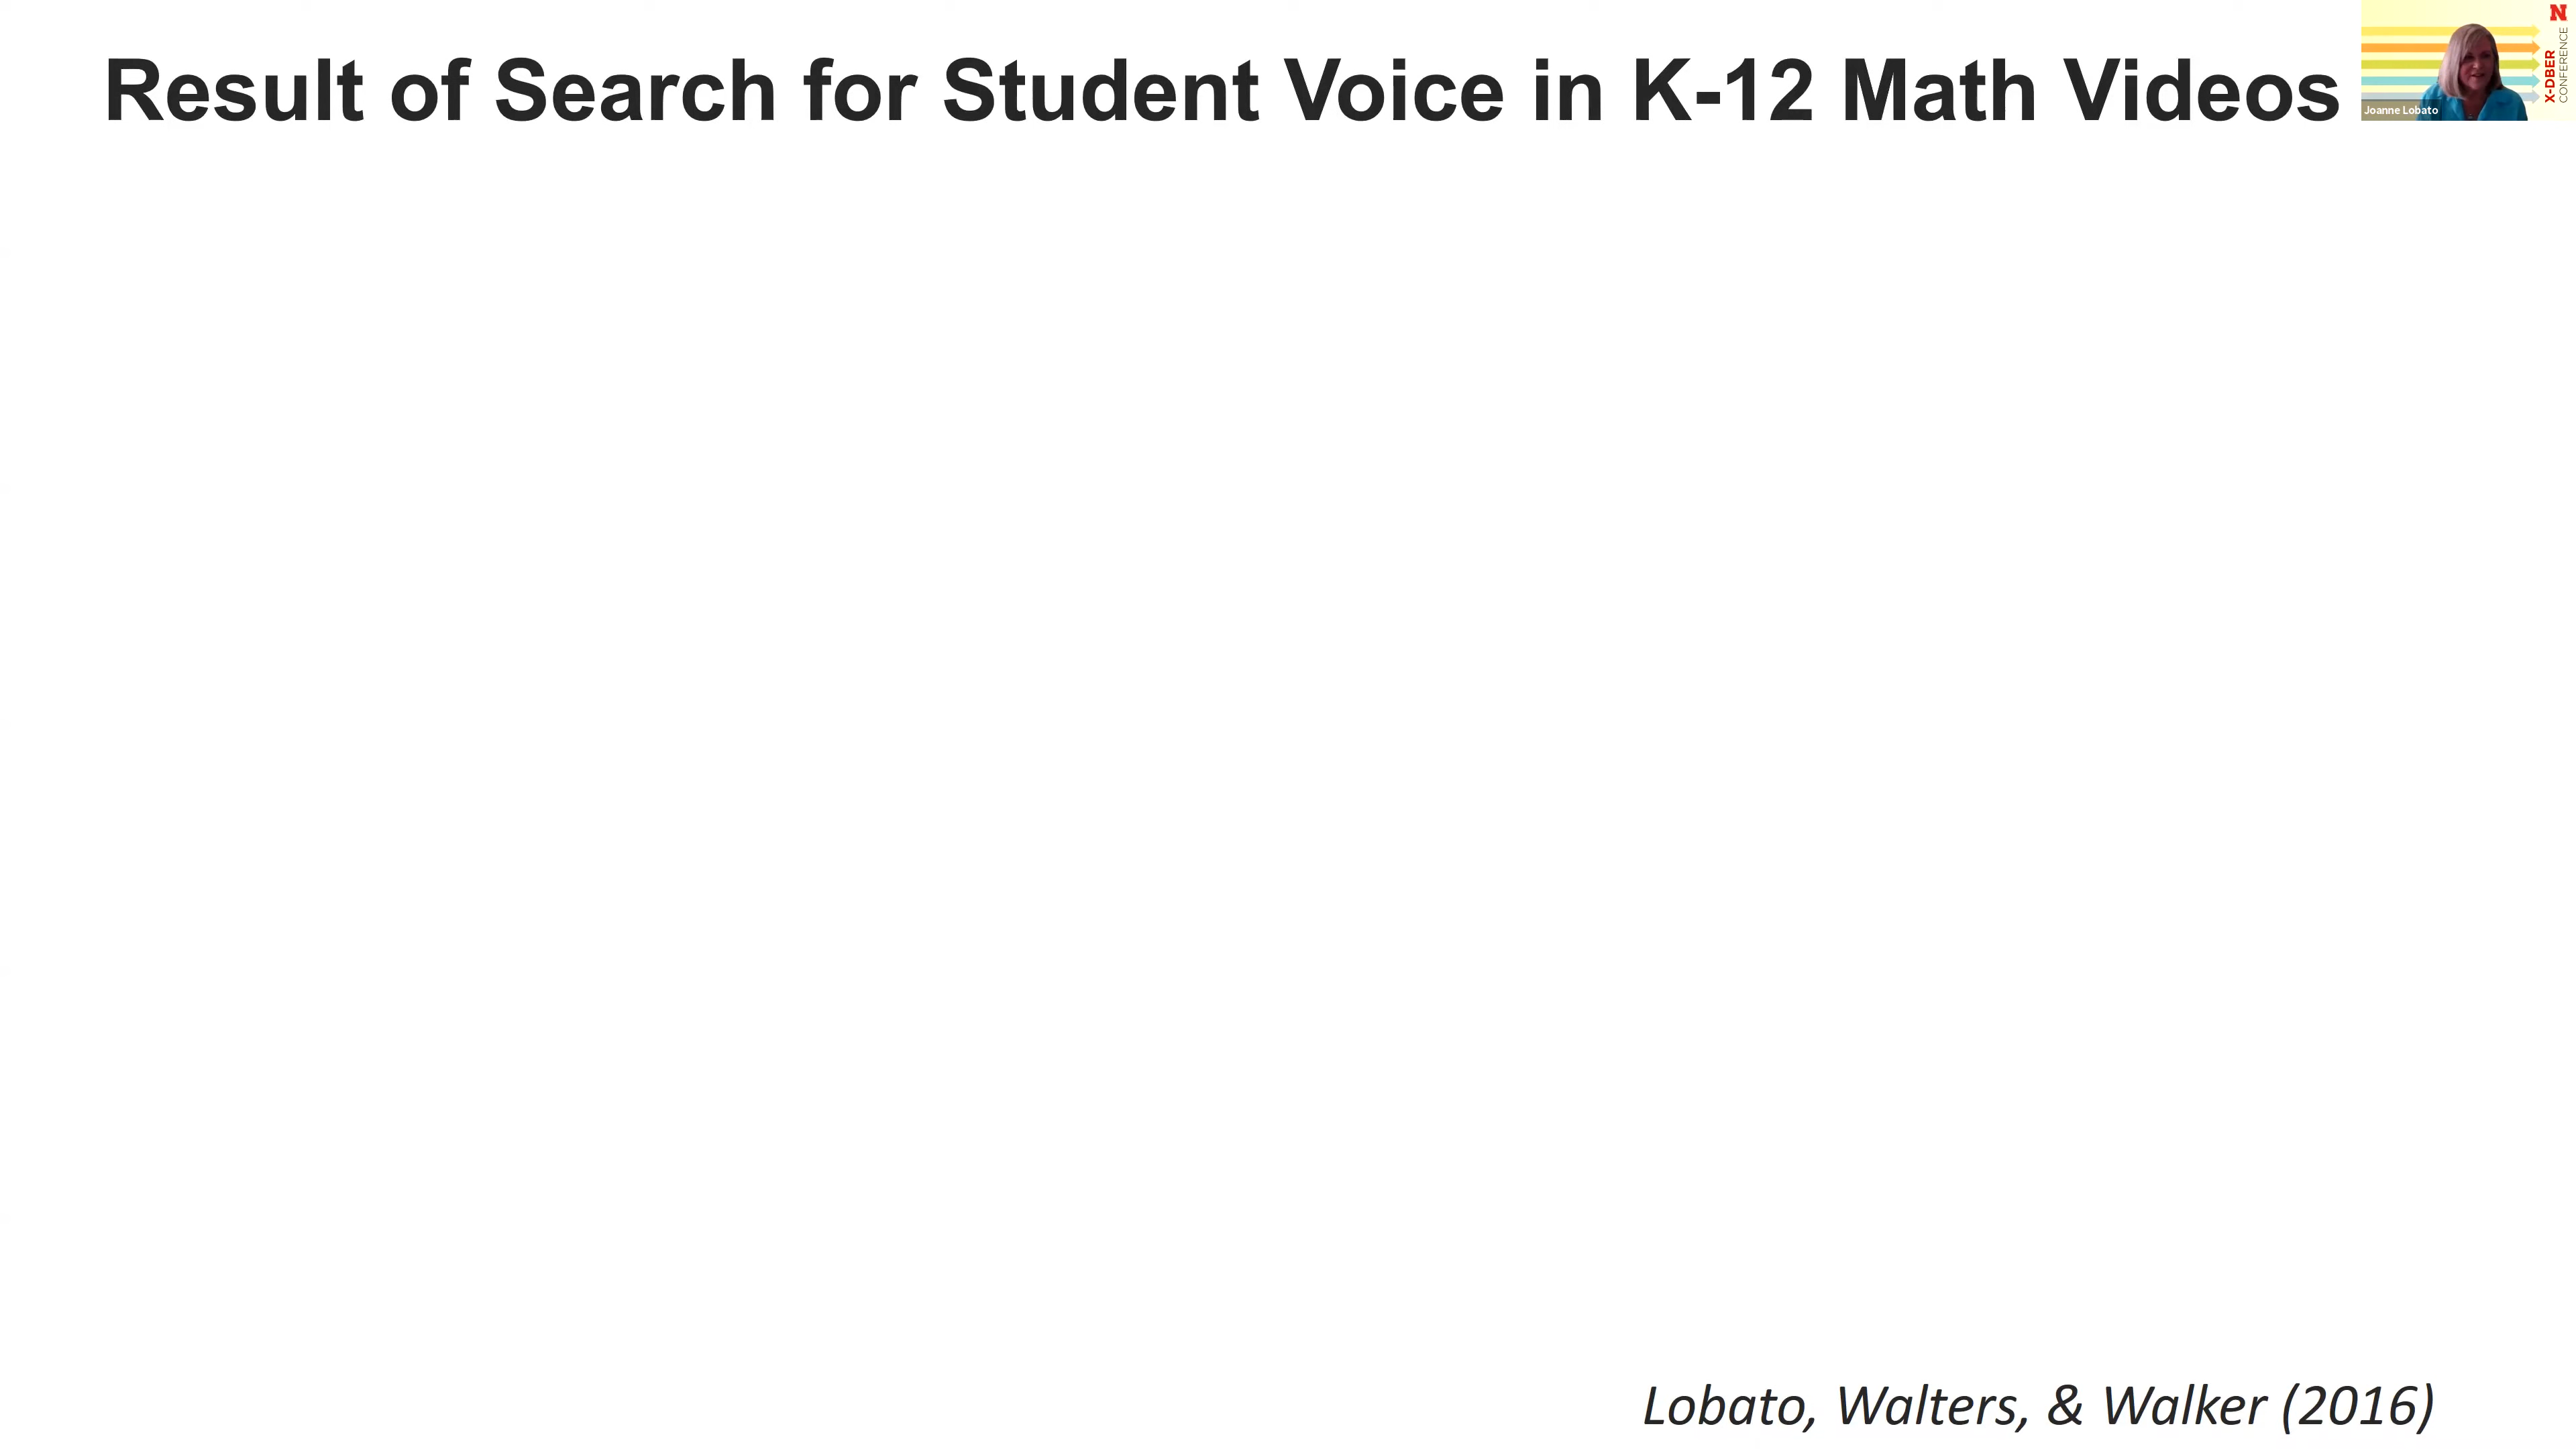 Result of Search for Student Voice in K-12 Math Videos
N
X-DBER
CONFERENCE
Joanne Lobato
Lobato, Walters, & Walker (2016)